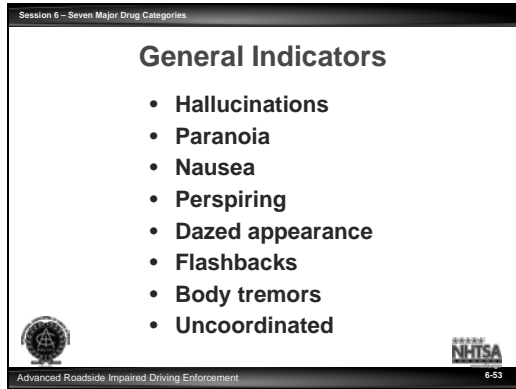 Session 6 – Seven Major Drug Categories
General Indicators
• Hallucinations
• Paranoia
• Nausea
• Perspiring
• Dazed appearance
• Flashbacks
• Body tremors
• Uncoordinated
NHTSA
Advanced Roadside Impaired Driving Enforcement
6-53